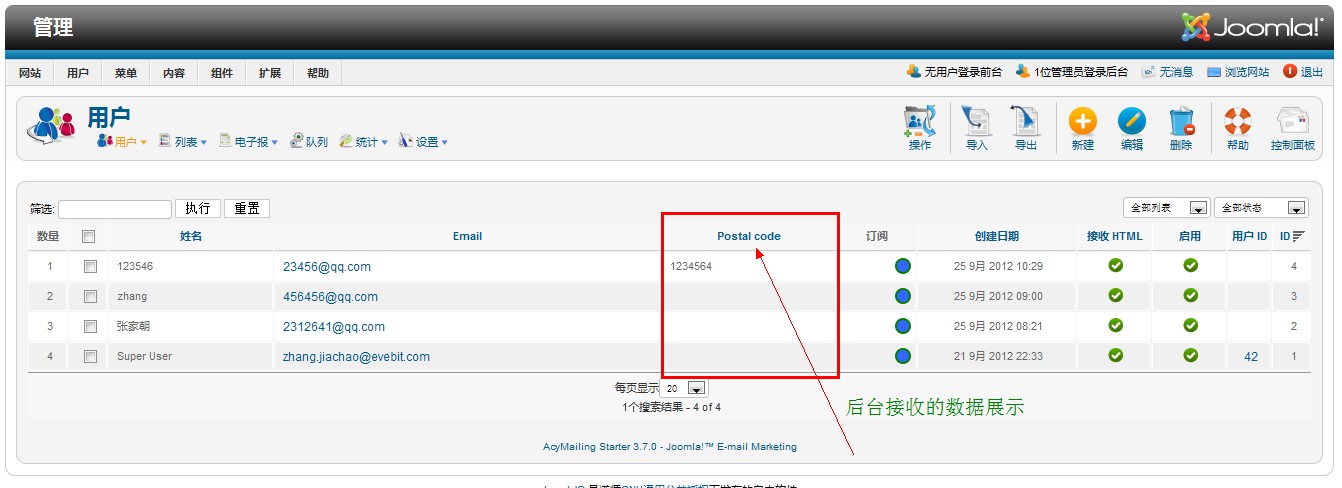 管理
Joomla!
网站 用户 菜单 内容 组件 扩展 帮助 无用户登录前台 1位管理员登录后台 无消息 浏览网站 退出
用户
用户 列表 电子报 队列 统计 设置
操作 导入 导出 新建 编辑 删除 帮助 控制面板
筛选: 执行 重置 全部列表 全部状态
数量 姓名 Email Postal code 订阅 创建日期 接收 HTML 启用 用户 ID ID
1 123546 23456@qq.com 1234564 25 9月 2012 10:29 4
2 zhang 456456@qq.com 25 9月 2012 09:00 3
3 张家朝 2312641@qq.com 25 9月 2012 08:21 2
4 Super User zhang.jiachao@evebit.com 21 9月 2012 22:33 42 1
每页显示 20
1个搜索结果 - 4 of 4
后台接收的数据展示
AcyMailing Starter 3.7.0 - Joomla!™ E-mail Marketing